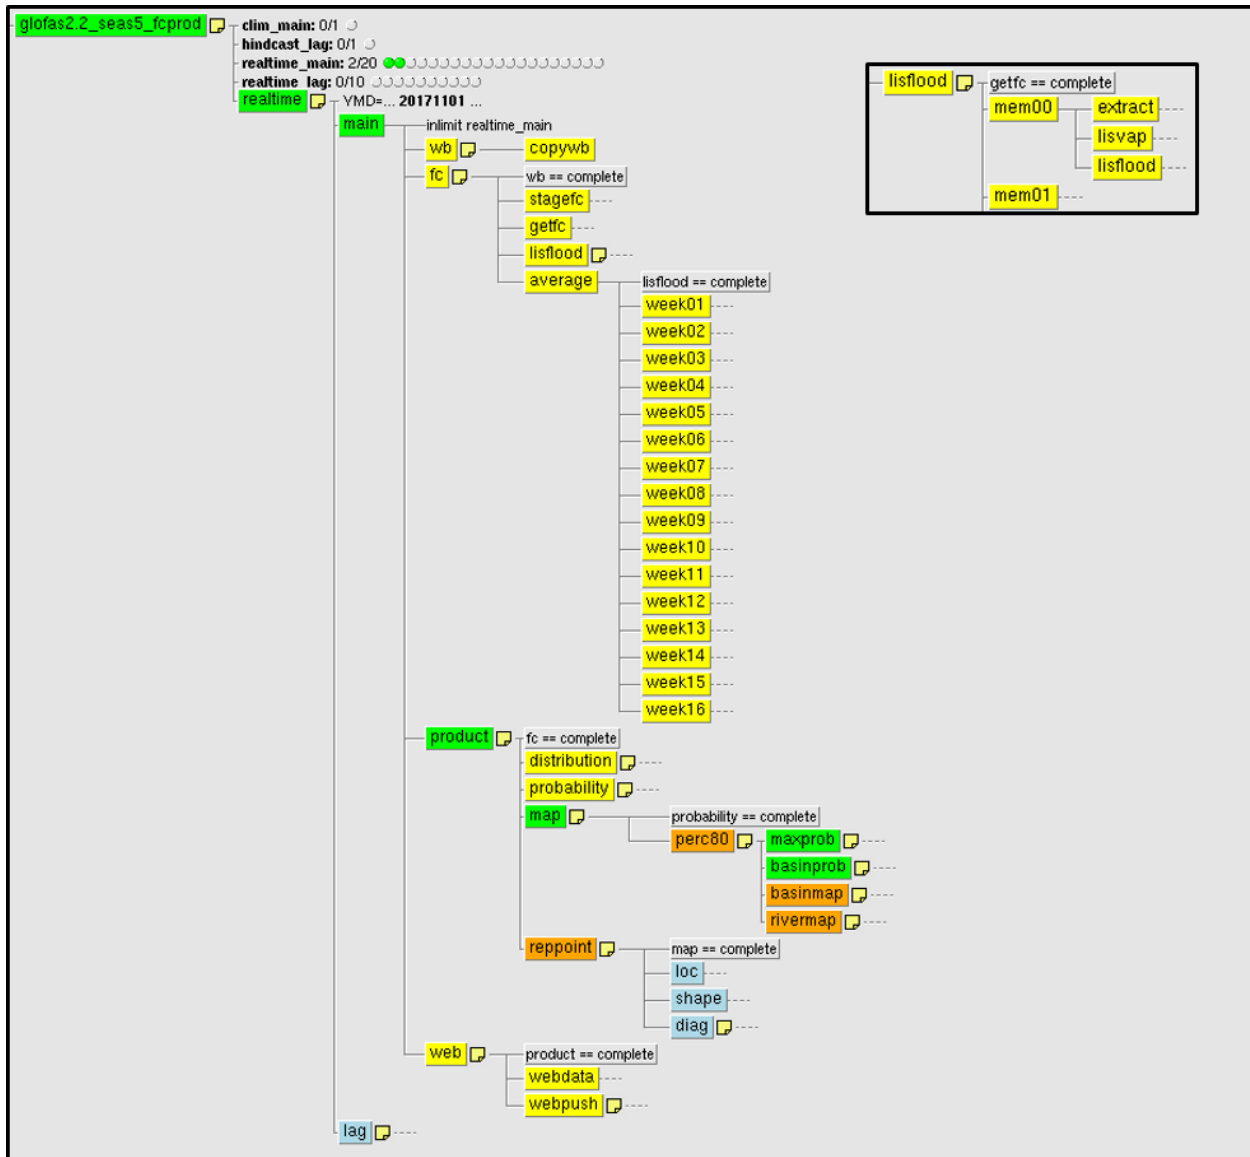 glofas2.2_seas5_fcprod
clim_main: 0/1
hindcast_lag: 0/1
realtime_main: 2/20
realtime_lag: 0/10
realtime
YMD=... 20171101 ...
main
inlimit realtime_main
wb
copywb
fc
wb == complete
stagefc
getfc
lisflood
average
lisflood == complete
week01
week02
week03
week04
week05
week06
week07
week08
week09
week10
week11
week12
week13
week14
week15
week16
product
fc == complete
distribution
probability
map
probability == complete
perc80
maxprob
basinprob
basinmap
rivermap
reppoint
map == complete
loc
shape
diag
web
product == complete
webdata
webpush
lag
lisflood
getfc == complete
mem00
extract
lisvap
lisflood
mem01